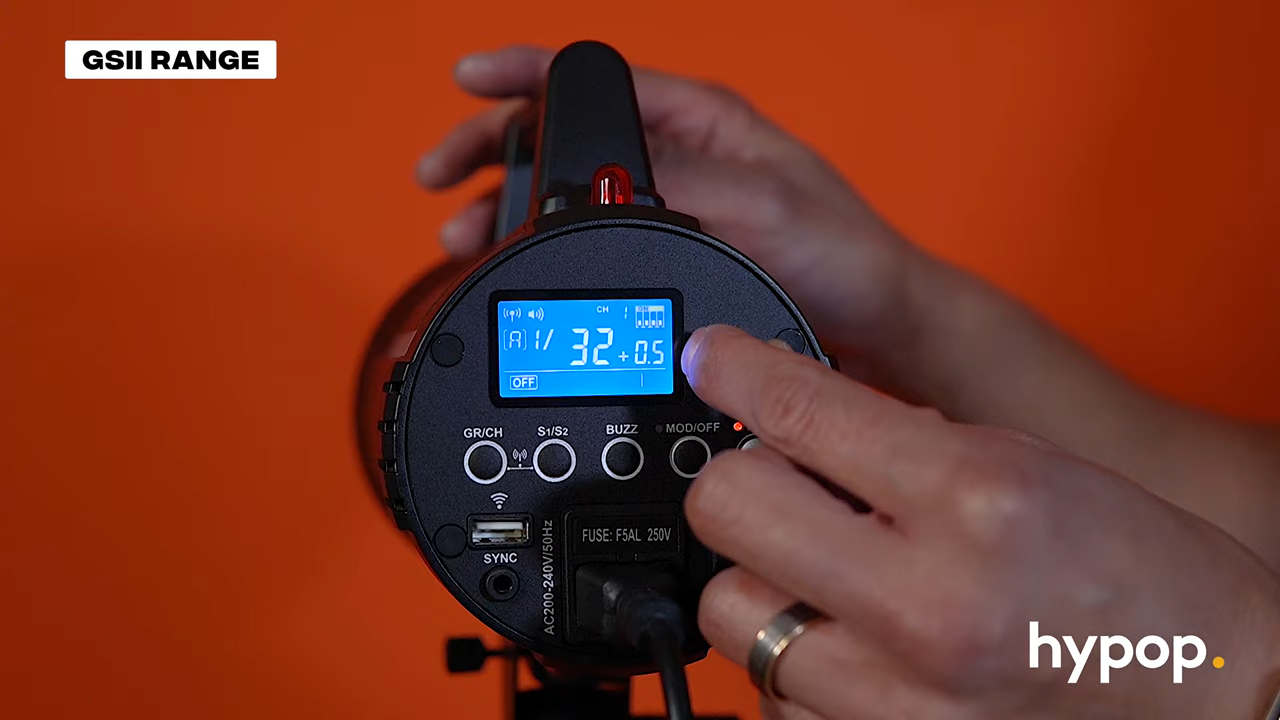 GSII RANGE
CH 1
[A] 1/ 32 +0.5
OFF
GR/CH S1/S2 BUZZ MOD/OFF
FUSE: F5AL 250V
SYNC
AC200-240V/50Hz
hypop.